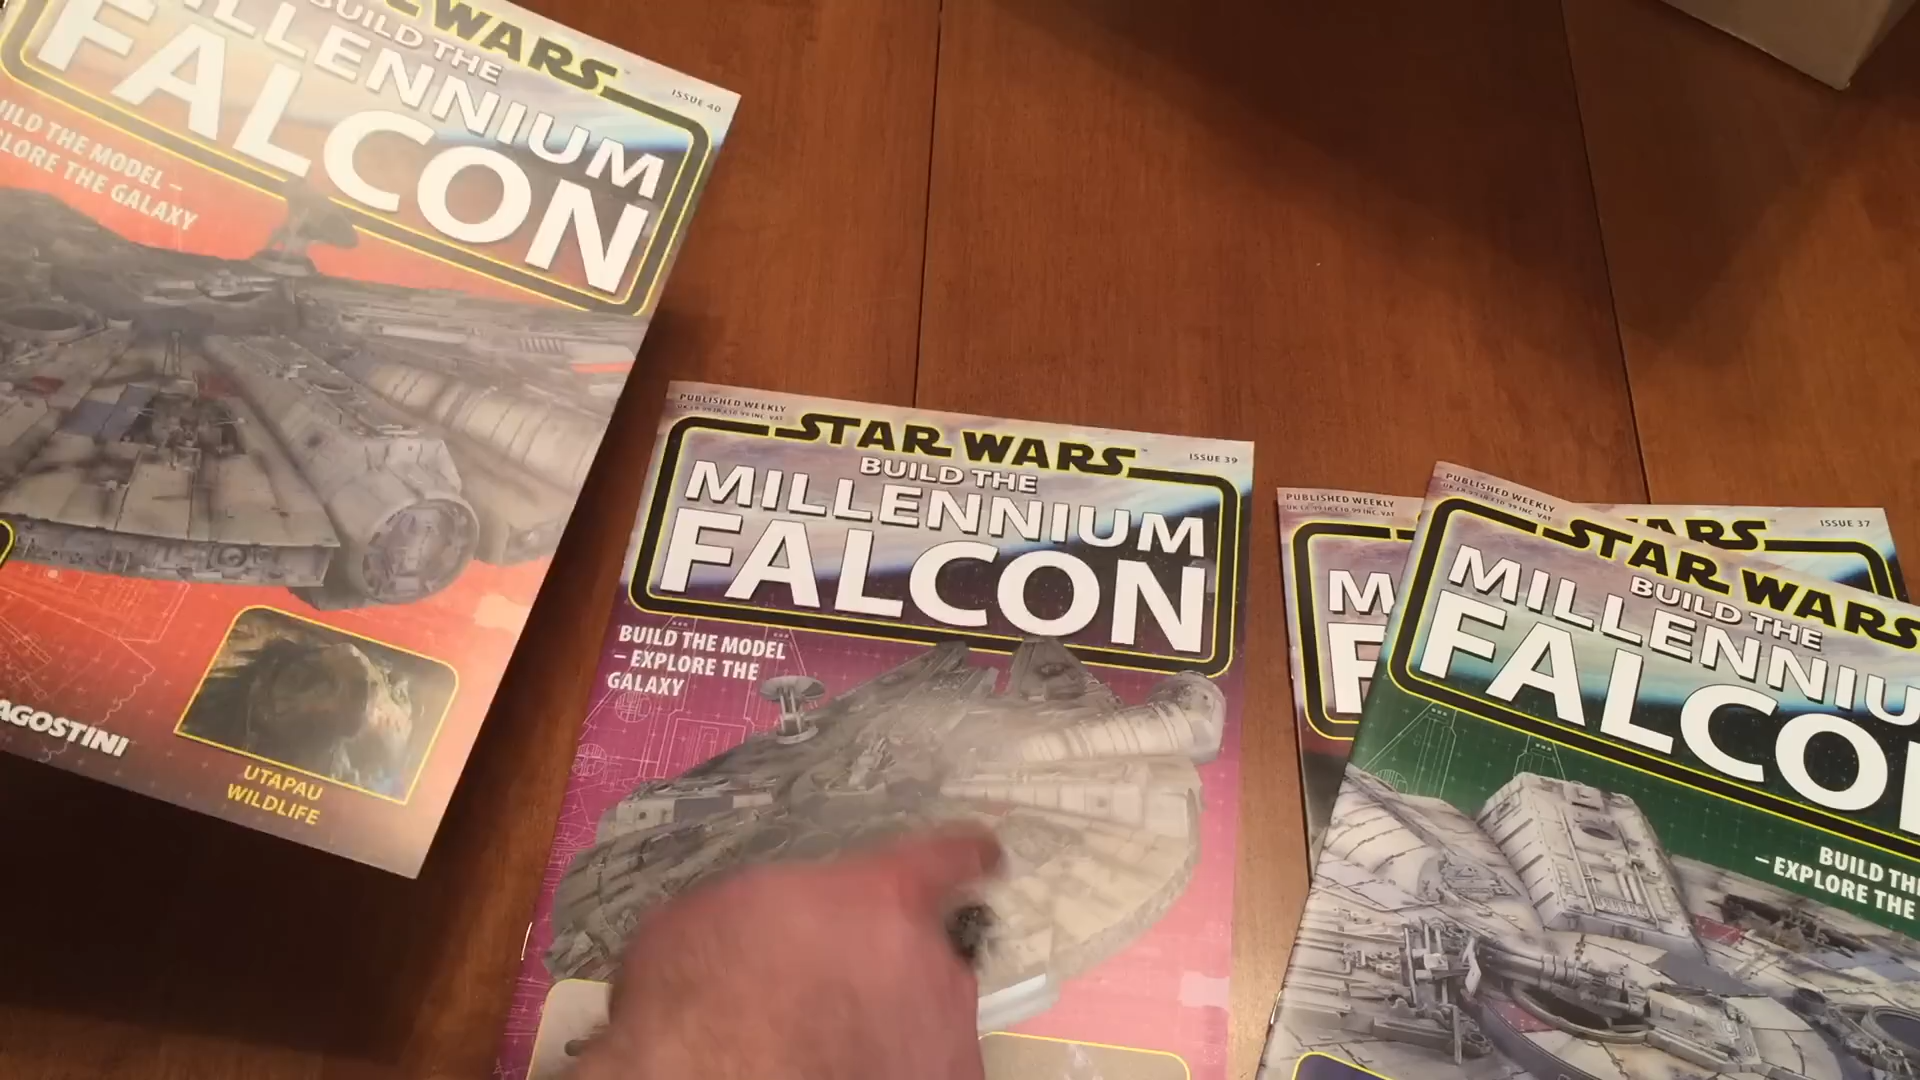 WARS
BUILD THE
MILLENNIUM
FALCON
ISSUE 40
BUILD THE MODEL –
EXPLORE THE GALAXY
AGOSTINI
UTAPAU
WILDLIFE
PUBLISHED WEEKLY
STAR WARS
ISSUE 39
BUILD THE
MILLENNIUM
FALCON
BUILD THE MODEL
– EXPLORE THE
GALAXY
PUBLISHED WEEKLY
ARS
ISSUE 37
M
F
PUBLISHED WEEKLY
STAR WARS
BUILD THE
MILLENNIU
FALCO
BUILD TH
– EXPLORE THE